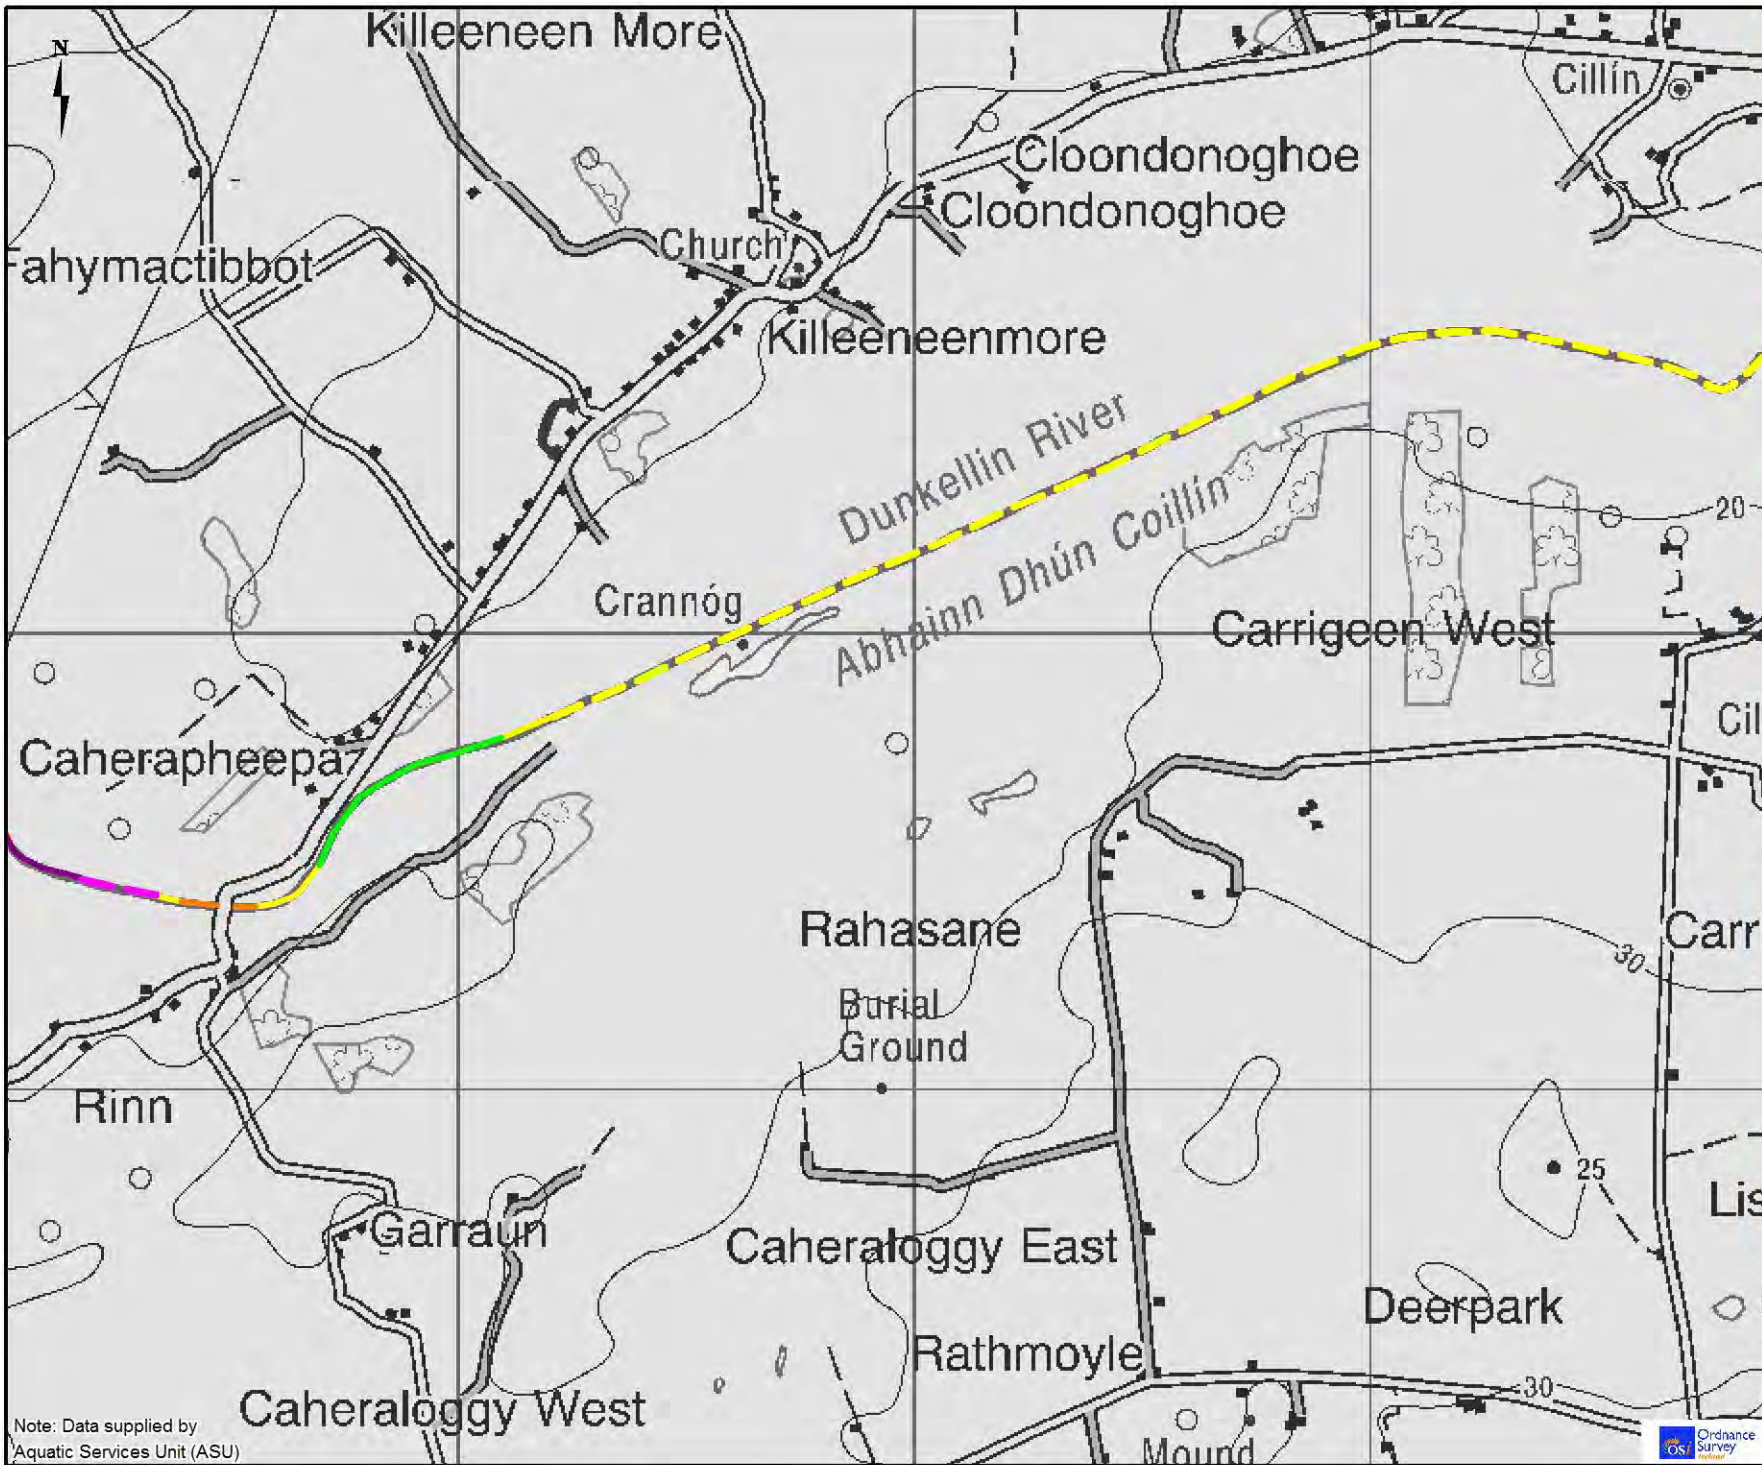 Killeeneen More
N
Cillín
Cloondonoghoe
Cloondonoghoe
Church
Fahymactibbot
Killeeneenmore
Dunkellin River
Abhainn Dhún Coillín
20
Crannóg
Carrigeen West
Cil
Caherapheepa
Rahasane
Carr
30
Burial
Ground
Rinn
25
Lis
Garraun
Caheraloggy East
Deerpark
Rathmoyle
30
Caheraloggy West
Mound
Note: Data supplied by
Aquatic Services Unit (ASU)
osi
Ordnance
Survey
Ireland